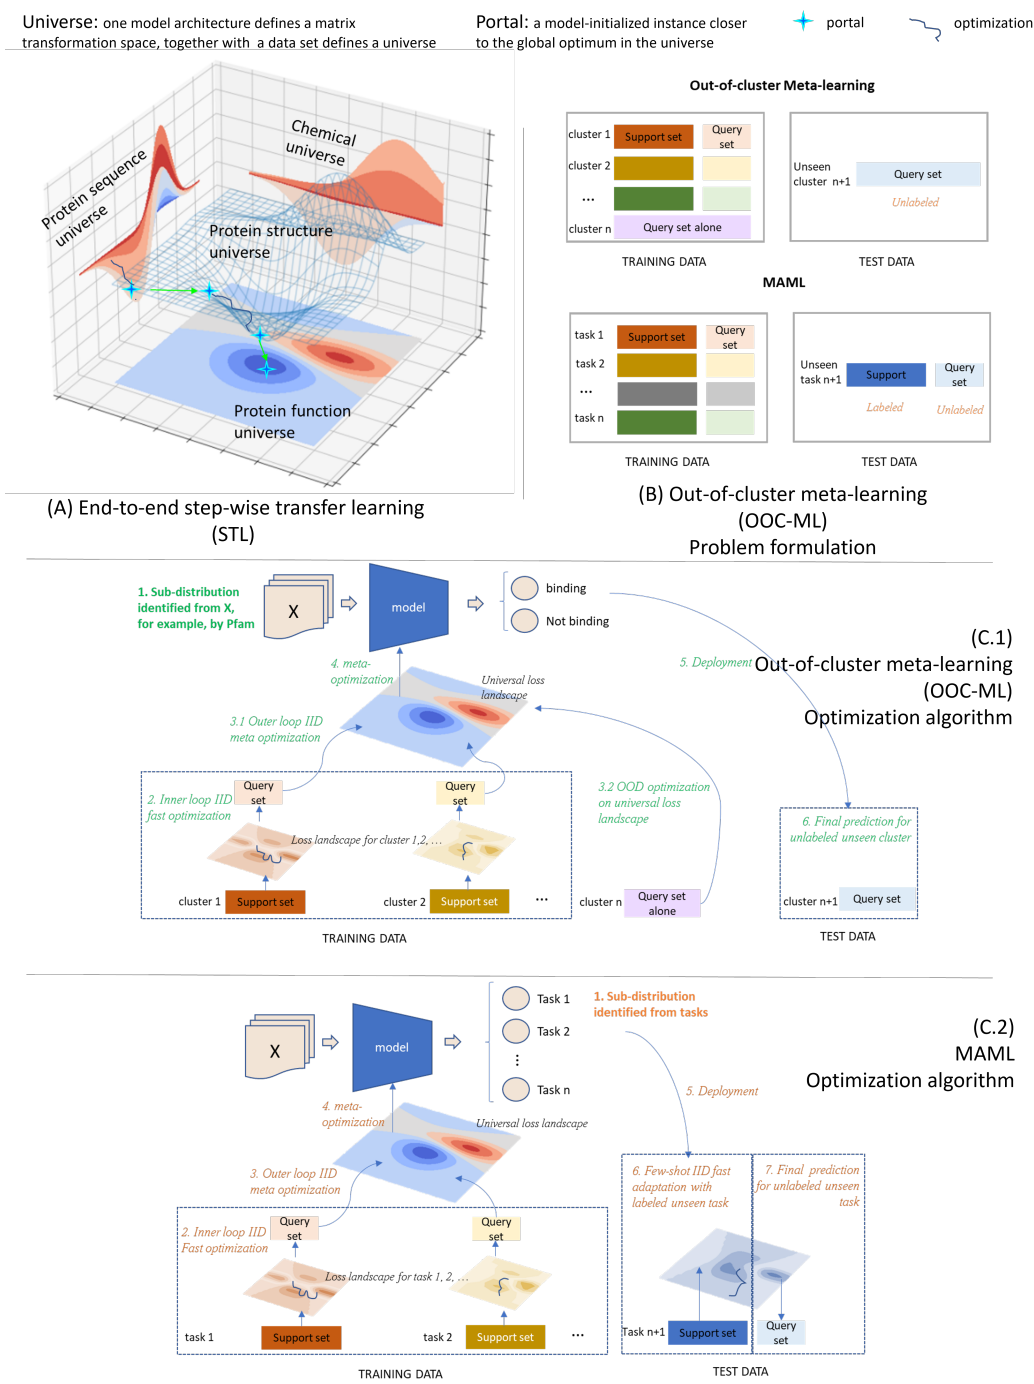 Universe: one model architecture defines a matrix
transformation space, together with a data set defines a universe
Portal: a model-initialized instance closer
to the global optimum in the universe
portal
optimization
Protein sequence
universe
Chemical
universe
Protein structure
universe
Protein function
universe
(A) End-to-end step-wise transfer learning
(STL)
Out-of-cluster Meta-learning
cluster 1
Support set
Query
set
cluster 2
...
cluster n
Query set alone
TRAINING DATA
Unseen
cluster n+1
Query set
Unlabeled
TEST DATA
MAML
task 1
Support set
Query
set
task 2
...
task n
TRAINING DATA
Unseen
task n+1
Support
Query
set
Labeled
Unlabeled
TEST DATA
(B) Out-of-cluster meta-learning
(OOC-ML)
Problem formulation
1. Sub-distribution
identified from X,
for example, by Pfam
X
model
binding
Not binding
(C.1)
Out-of-cluster meta-learning
(OOC-ML)
Optimization algorithm
4. meta-
optimization
Universal loss
landscape
5. Deployment
3.1 Outer loop IID
meta optimization
2. Inner loop IID
fast optimization
Query
set
Query
set
Loss landscape for cluster 1,2, ...
3.2 OOD optimization
on universal loss
landscape
6. Final prediction for
unlabeled unseen cluster
cluster 1
Support set
cluster 2
Support set
...
cluster n
Query set
alone
cluster n+1
Query set
TRAINING DATA
TEST DATA
X
model
Task 1
Task 2
⋮
Task n
1. Sub-distribution
identified from tasks
(C.2)
MAML
Optimization algorithm
4. meta-
optimization
Universal loss landscape
5. Deployment
3. Outer loop IID
meta optimization
2. Inner loop IID
Fast optimization
Query
set
Query
set
Loss landscape for task 1, 2, ...
6. Few-shot IID fast
adaptation with
labeled unseen task
7. Final prediction
for unlabeled unseen
task
task 1
Support set
task 2
Support set
...
Task n+1
Support set
Query
set
TRAINING DATA
TEST DATA